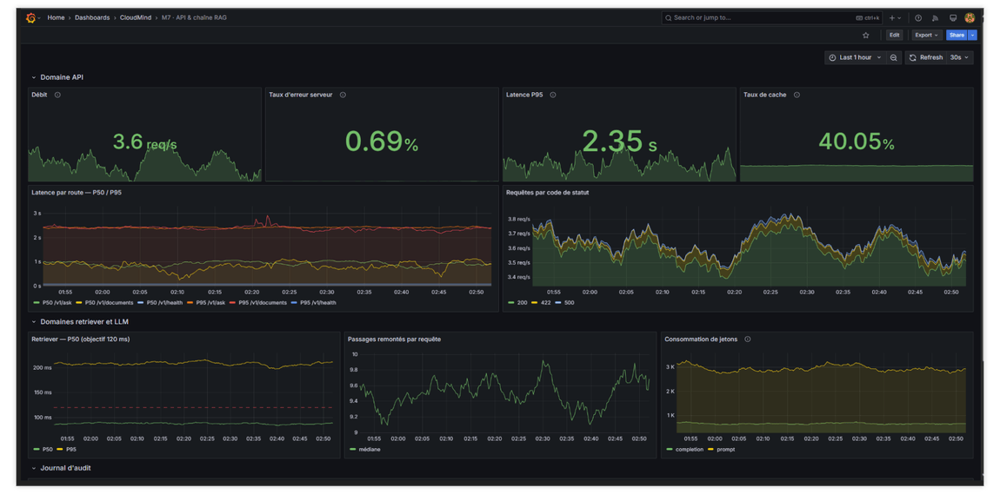 Home › Dashboards › CloudMind › M7 · API & chaîne RAG
Search or jump to...
ctrl+k
Edit
Export
Share
Last 1 hour
Refresh
30s
Domaine API
Débit
3.6 req/s
Taux d'erreur serveur
0.69%
Latence P95
2.35 s
Taux de cache
40.05%
Latence par route — P50 / P95
3 s
2 s
1 s
0 s
01:55 02:00 02:05 02:10 02:15 02:20 02:25 02:30 02:35 02:40 02:45 02:50
P50 /v1/ask P50 /v1/documents P50 /v1/health P95 /v1/ask P95 /v1/documents P95 /v1/health
Requêtes par code de statut
3.8 req/s
3.7 req/s
3.6 req/s
3.5 req/s
3.4 req/s
01:55 02:00 02:05 02:10 02:15 02:20 02:25 02:30 02:35 02:40 02:45 02:50
200 422 500
Domaines retriever et LLM
Retriever — P50 (objectif 120 ms)
200 ms
150 ms
100 ms
01:55 02:00 02:05 02:10 02:15 02:20 02:25 02:30 02:35 02:40 02:45 02:50
P50 P95
Passages remontés par requête
10
9.8
9.6
9.4
9.2
9
01:55 02:00 02:05 02:10 02:15 02:20 02:25 02:30 02:35 02:40 02:45 02:50
médiane
Consommation de jetons
3 K
2 K
1 K
01:55 02:00 02:05 02:10 02:15 02:20 02:25 02:30 02:35 02:40 02:45 02:50
completion prompt
Journal d'audit